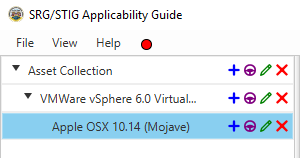 SRG/STIG Applicability Guide
File View Help
Asset Collection
VMWare vSphere 6.0 Virtual...
Apple OSX 10.14 (Mojave)